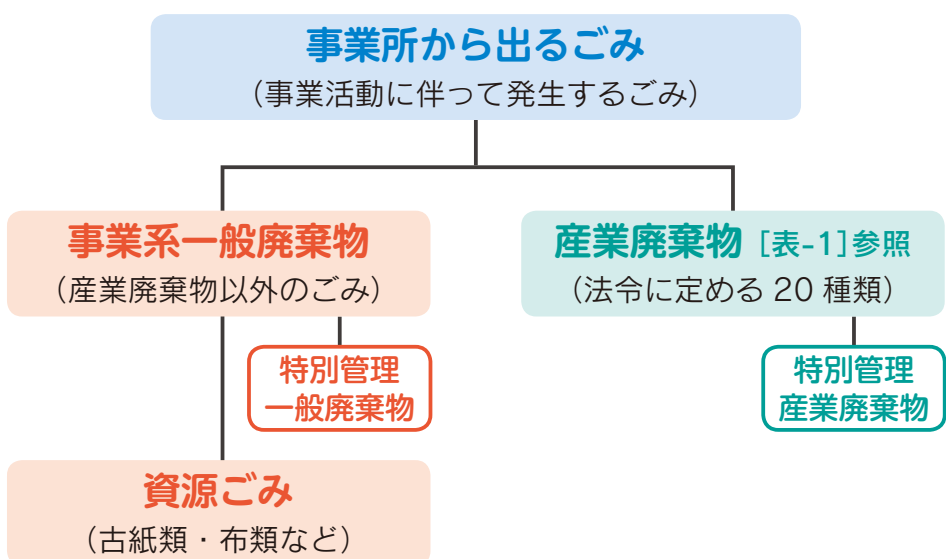 事業所から出るごみ
（事業活動に伴って発生するごみ）
事業系一般廃棄物
（産業廃棄物以外のごみ）
産業廃棄物 [表-1]参照
（法令に定める 20 種類）
特別管理
一般廃棄物
特別管理
産業廃棄物
資源ごみ
（古紙類・布類など）